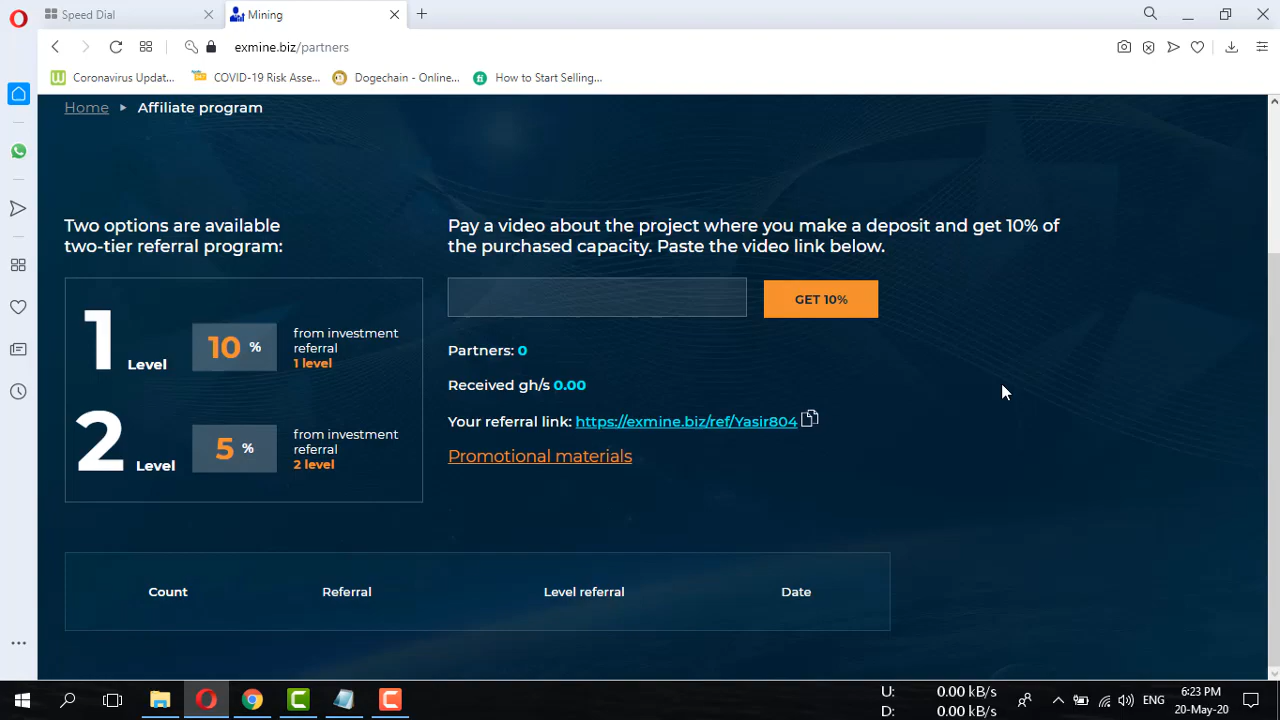 Speed Dial
Mining
exmine.biz/partners
Coronavirus Updat...
COVID-19 Risk Asse...
Dogechain - Online...
How to Start Selling...
Home
Affiliate program
Two options are available
two-tier referral program:
1 Level
10 %
from investment
referral
1 level
2 Level
5 %
from investment
referral
2 level
Pay a video about the project where you make a deposit and get 10% of
the purchased capacity. Paste the video link below.
GET 10%
Partners: 0
Received gh/s 0.00
Your referral link: https://exmine.biz/ref/Yasir804
Promotional materials
Count Referral Level referral Date
U: 0.00 kB/s
D: 0.00 kB/s
ENG
6:23 PM
20-May-20